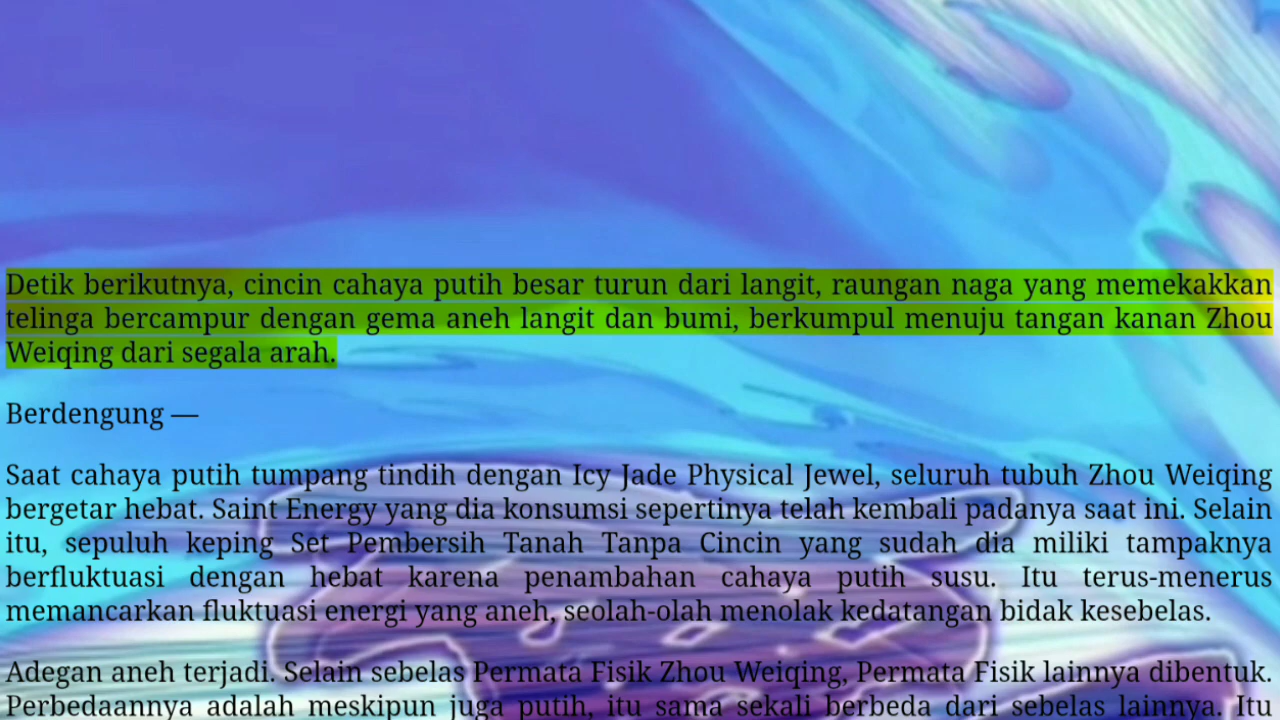 Detik berikutnya, cincin cahaya putih besar turun dari langit, raungan naga yang memekakkan
telinga bercampur dengan gema aneh langit dan bumi, berkumpul menuju tangan kanan Zhou
Weiqing dari segala arah.
Berdengung —
Saat cahaya putih tumpang tindih dengan Icy Jade Physical Jewel, seluruh tubuh Zhou Weiqing
bergetar hebat. Saint Energy yang dia konsumsi sepertinya telah kembali padanya saat ini. Selain
itu, sepuluh keping Set Pembersih Tanah Tanpa Cincin yang sudah dia miliki tampaknya
berfluktuasi dengan hebat karena penambahan cahaya putih susu. Itu terus-menerus
memancarkan fluktuasi energi yang aneh, seolah-olah menolak kedatangan bidak kesebelas.
Adegan aneh terjadi. Selain sebelas Permata Fisik Zhou Weiqing, Permata Fisik lainnya dibentuk.
Perbedaannya adalah meskipun juga putih, itu sama sekali berbeda dari sebelas lainnya. Itu